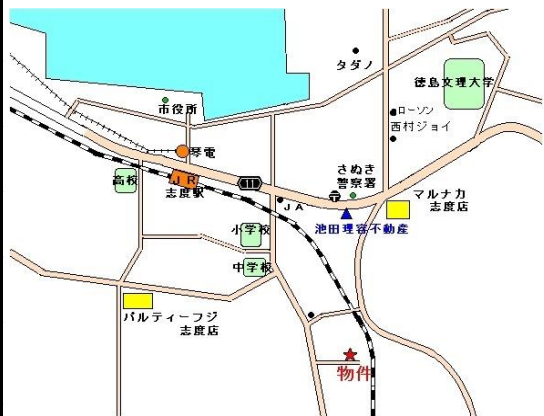 タダノ
徳島文理大学
市役所
ローソン
西村ジョイ
琴電
さぬき
警察署
高校
JR
志度駅
マルナカ
志度店
JA
小学校
池田理容不動産
中学校
パルティーフジ
志度店
物件